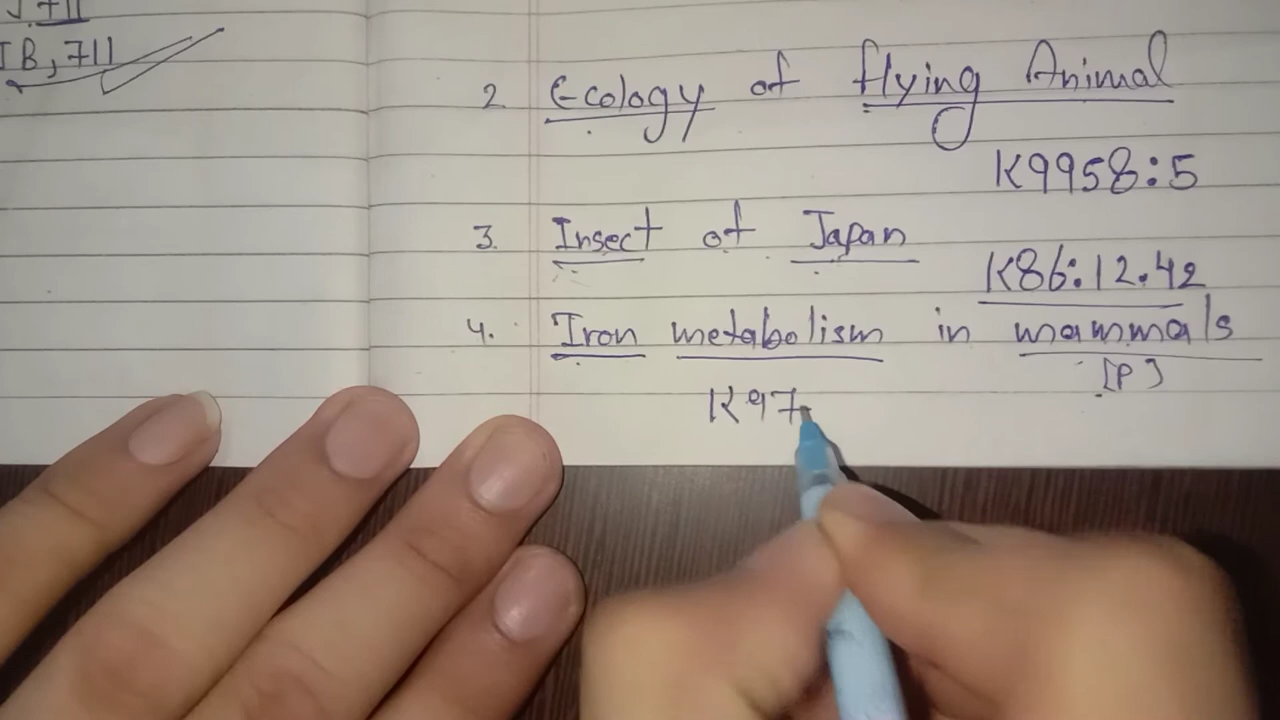 IB,711
2. Ecology of flying Animal
K9958:5
3. Insect of Japan
K86:12.42
4. Iron metabolism in mammals
[P]
K97